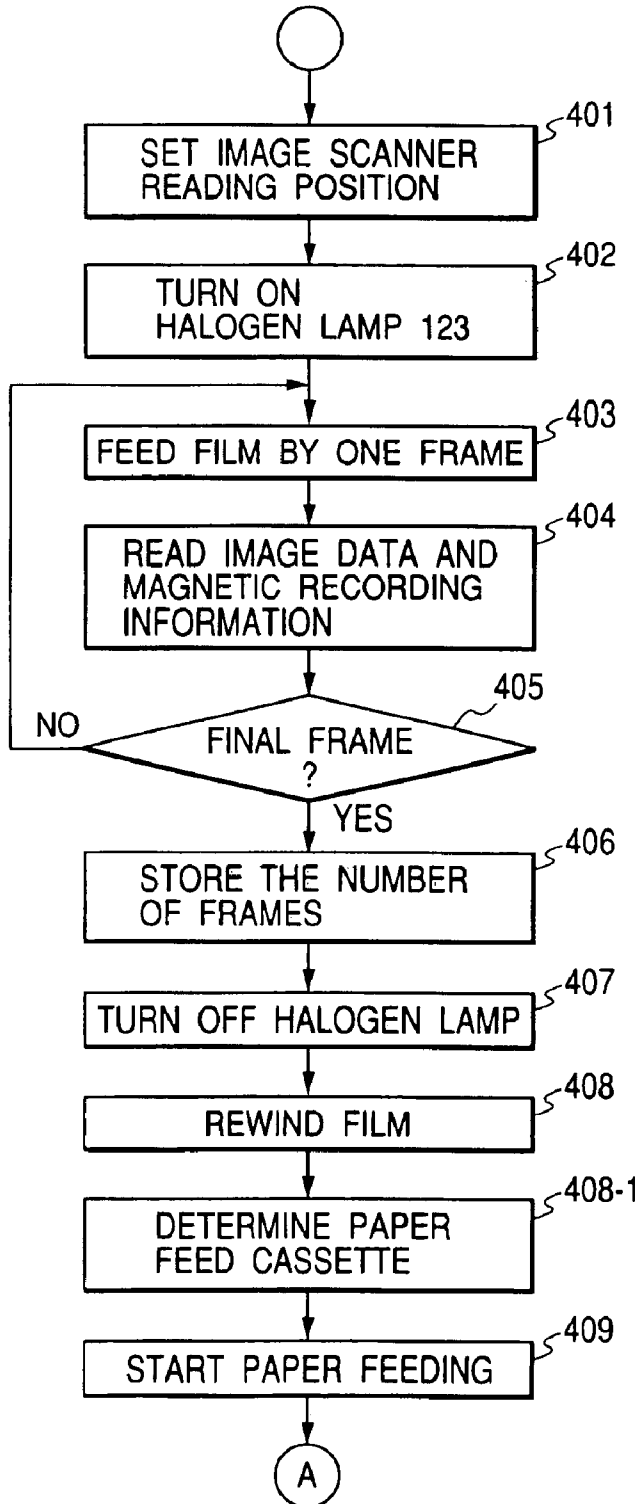 401
SET IMAGE SCANNER
READING POSITION
402
TURN ON
HALOGEN LAMP 123
403
FEED FILM BY ONE FRAME
404
READ IMAGE DATA AND
MAGNETIC RECORDING
INFORMATION
405
NO
FINAL FRAME
?
YES
406
STORE THE NUMBER
OF FRAMES
407
TURN OFF HALOGEN LAMP
408
REWIND FILM
408-1
DETERMINE PAPER
FEED CASSETTE
409
START PAPER FEEDING
A